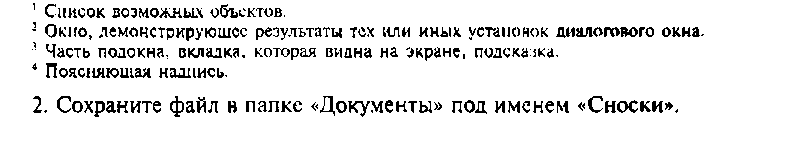 ¹ Список возможных объектов.
² Окно, демонстрирующее результаты тех или иных установок диалогового окна.
³ Часть подокна, вкладка, которая видна на экране, подсказка.
⁴ Поясняющая надпись.
2. Сохраните файл в папке «Документы» под именем «Сноски».